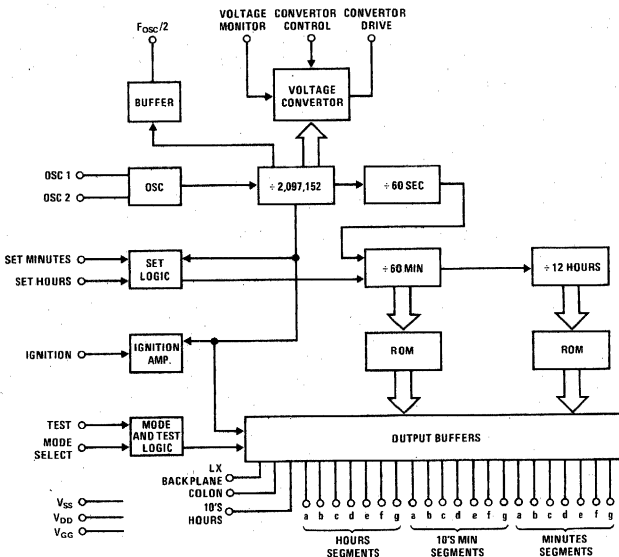 VOLTAGE MONITOR
CONVERTOR CONTROL
CONVERTOR DRIVE
FOSC/2
BUFFER
VOLTAGE CONVERTOR
OSC 1
OSC 2
OSC
÷ 2,097,152
÷ 60 SEC
SET MINUTES
SET HOURS
SET LOGIC
÷ 60 MIN
÷ 12 HOURS
IGNITION
IGNITION AMP.
ROM
ROM
TEST
MODE SELECT
MODE AND TEST LOGIC
OUTPUT BUFFERS
LX BACKPLANE
COLON
10'S HOURS
VSS
VDD
VGG
a b c d e f g a b c d e f g a b c d e f g
HOURS SEGMENTS
10'S MIN SEGMENTS
MINUTES SEGMENTS